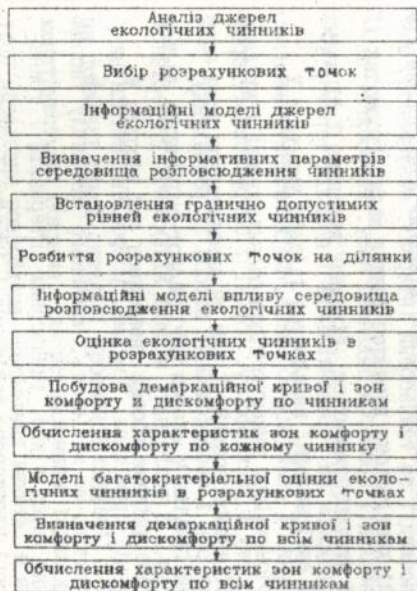 Аналіз джерел
екологічних чинників
Вибір розрахункових точок
Інформаційні моделі джерел
екологічних чинників
Визначення інформативних параметрів
середовища розповсюдження чинників
Встановлення гранично допустимих
рівней екологічних чинників
Розбиття розрахункових точок на ділянки
Інформаційні моделі впливу середовища
розповсюдження екологічних чинників
Оцінка екологічних чинників в
розрахункових точках
Побудова демаркаційної кривої і зон
комфорту и дискомфорту по чинникам
Обчислення характеристик зон комфорту і
дискомфорту по кожному чиннику
Моделі багатокритеріальної оцінки еколо-
гічних чинників в розрахункових точках
Визначення демаркаційної кривої і зон
комфорту і дискомфорту по всім чинникам
Обчислення характеристик зон комфорту і
дискомфорту по всім чинникам